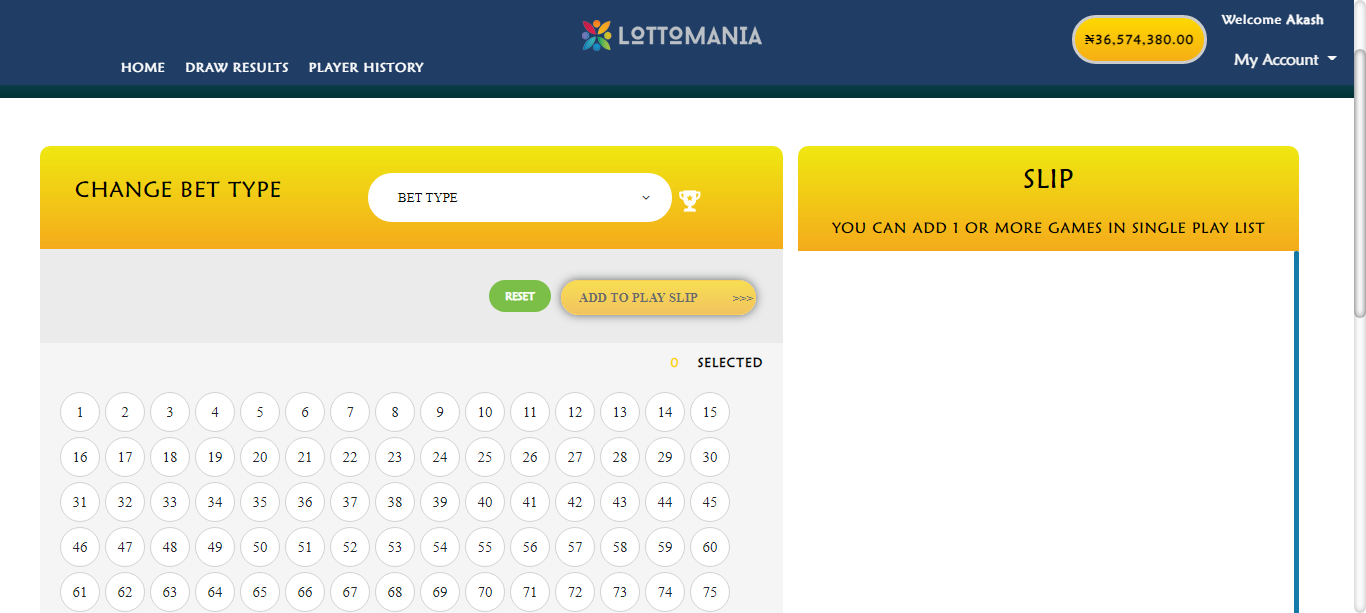 LOTTOMANIA
₦36,574,380.00
Welcome Akash
My Account
HOME DRAW RESULTS PLAYER HISTORY
CHANGE BET TYPE
BET TYPE
RESET
ADD TO PLAY SLIP >>>
0 SELECTED
1 2 3 4 5 6 7 8 9 10 11 12 13 14 15
16 17 18 19 20 21 22 23 24 25 26 27 28 29 30
31 32 33 34 35 36 37 38 39 40 41 42 43 44 45
46 47 48 49 50 51 52 53 54 55 56 57 58 59 60
61 62 63 64 65 66 67 68 69 70 71 72 73 74 75
SLIP
YOU CAN ADD 1 OR MORE GAMES IN SINGLE PLAY LIST